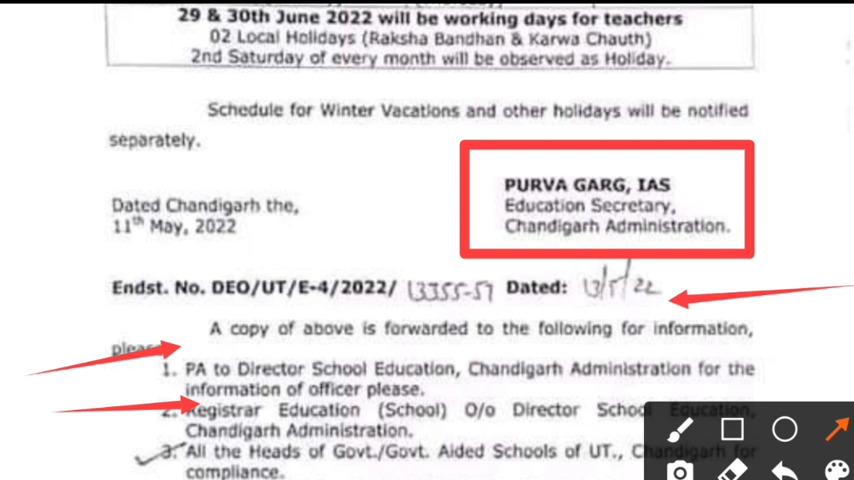 29 & 30th June 2022 will be working days for teachers
02 Local Holidays (Raksha Bandhan & Karwa Chauth)
2nd Saturday of every month will be observed as Holiday.
Schedule for Winter Vacations and other holidays will be notified
separately.
PURVA GARG, IAS
Education Secretary,
Chandigarh Administration.
Dated Chandigarh the,
11th May, 2022
Endst. No. DEO/UT/E-4/2022/ 13355-57 Dated: 13/5/22
A copy of above is forwarded to the following for information,
please
1. PA to Director School Education, Chandigarh Administration for the
information of officer please.
2. Registrar Education (School) O/o Director School Education,
Chandigarh Administration.
3. All the Heads of Govt./Govt. Aided Schools of UT., Chandigarh for
compliance.